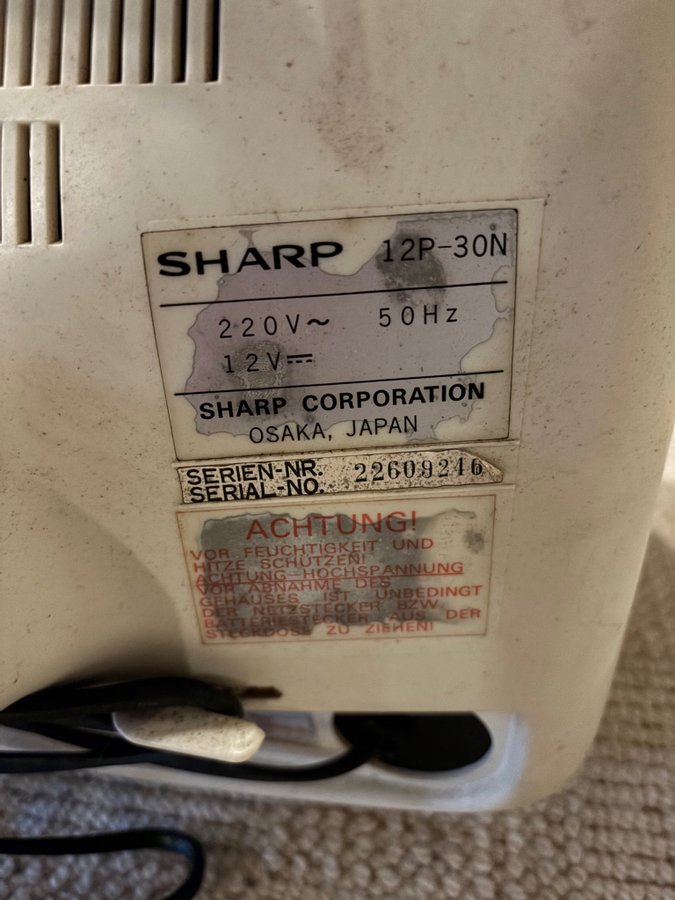 SHARP 12P-30N
220V~ 50Hz
12V⎓
SHARP CORPORATION
OSAKA, JAPAN
SERIEN-NR.
SERIAL-NO. 22609246
ACHTUNG!
VOR FEUCHTIGKEIT UND
HITZE SCHÜTZEN!
ACHTUNG-HOCHSPANNUNG
VOR ABNAHME DES
GEHÄUSES IST UNBEDINGT
DER NETZSTECKER BZW.
BATTERIESTECKER AUS DER
STECKDOSE ZU ZIEHEN!